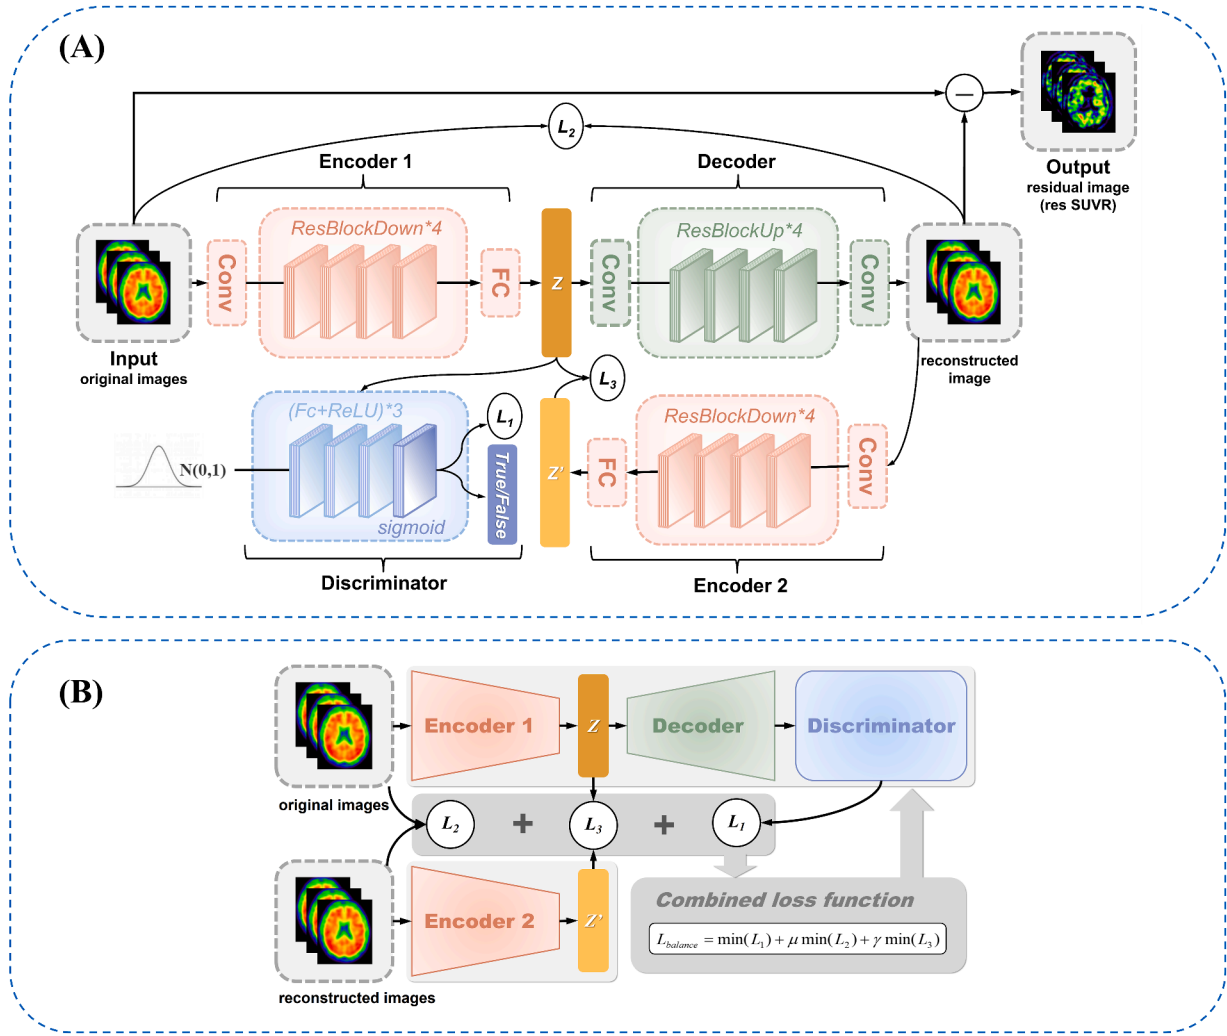 (A)
L2
Encoder 1
Decoder
Output
residual image
(res SUVR)
ResBlockDown*4
ResBlockUp*4
Conv
FC
Z
Conv
Conv
Input
original images
reconstructed
image
L3
(Fc+ReLU)*3
L1
ResBlockDown*4
N(0,1)
True/False
Z'
FC
Conv
sigmoid
Discriminator
Encoder 2
(B)
Encoder 1
Z
Decoder
Discriminator
original images
L2
+
L3
+
L1
Encoder 2
Z'
Combined loss function
L_balance = min(L1) + μ min(L2) + γ min(L3)
reconstructed images